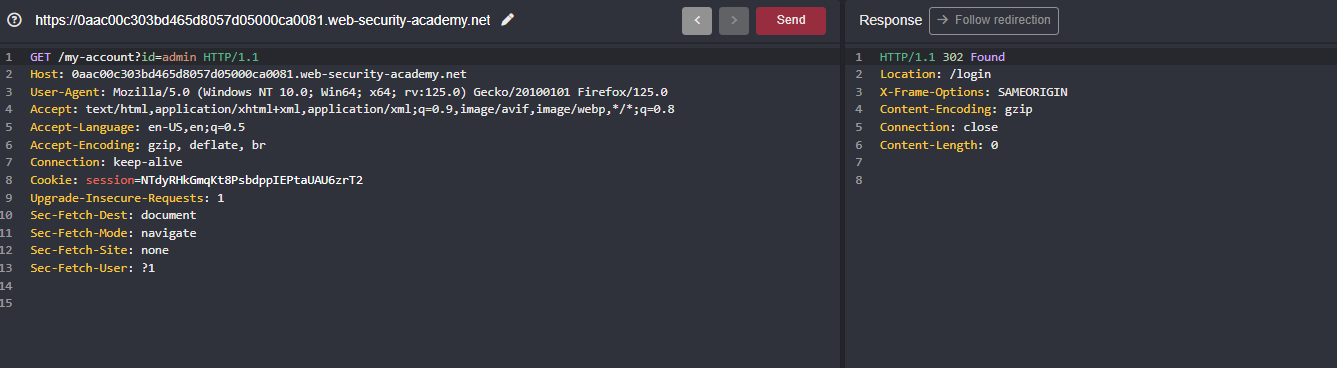 https://0aac00c303bd465d8057d05000ca0081.web-security-academy.net
< > Send
1 GET /my-account?id=admin HTTP/1.1
2 Host: 0aac00c303bd465d8057d05000ca0081.web-security-academy.net
3 User-Agent: Mozilla/5.0 (Windows NT 10.0; Win64; x64; rv:125.0) Gecko/20100101 Firefox/125.0
4 Accept: text/html,application/xhtml+xml,application/xml;q=0.9,image/avif,image/webp,*/*;q=0.8
5 Accept-Language: en-US,en;q=0.5
6 Accept-Encoding: gzip, deflate, br
7 Connection: keep-alive
8 Cookie: session=NTdyRHkGmqKt8PsbdppIEPtaUAU6zrT2
9 Upgrade-Insecure-Requests: 1
10 Sec-Fetch-Dest: document
11 Sec-Fetch-Mode: navigate
12 Sec-Fetch-Site: none
13 Sec-Fetch-User: ?1
14
15
Response → Follow redirection
1 HTTP/1.1 302 Found
2 Location: /login
3 X-Frame-Options: SAMEORIGIN
4 Content-Encoding: gzip
5 Connection: close
6 Content-Length: 0
7
8